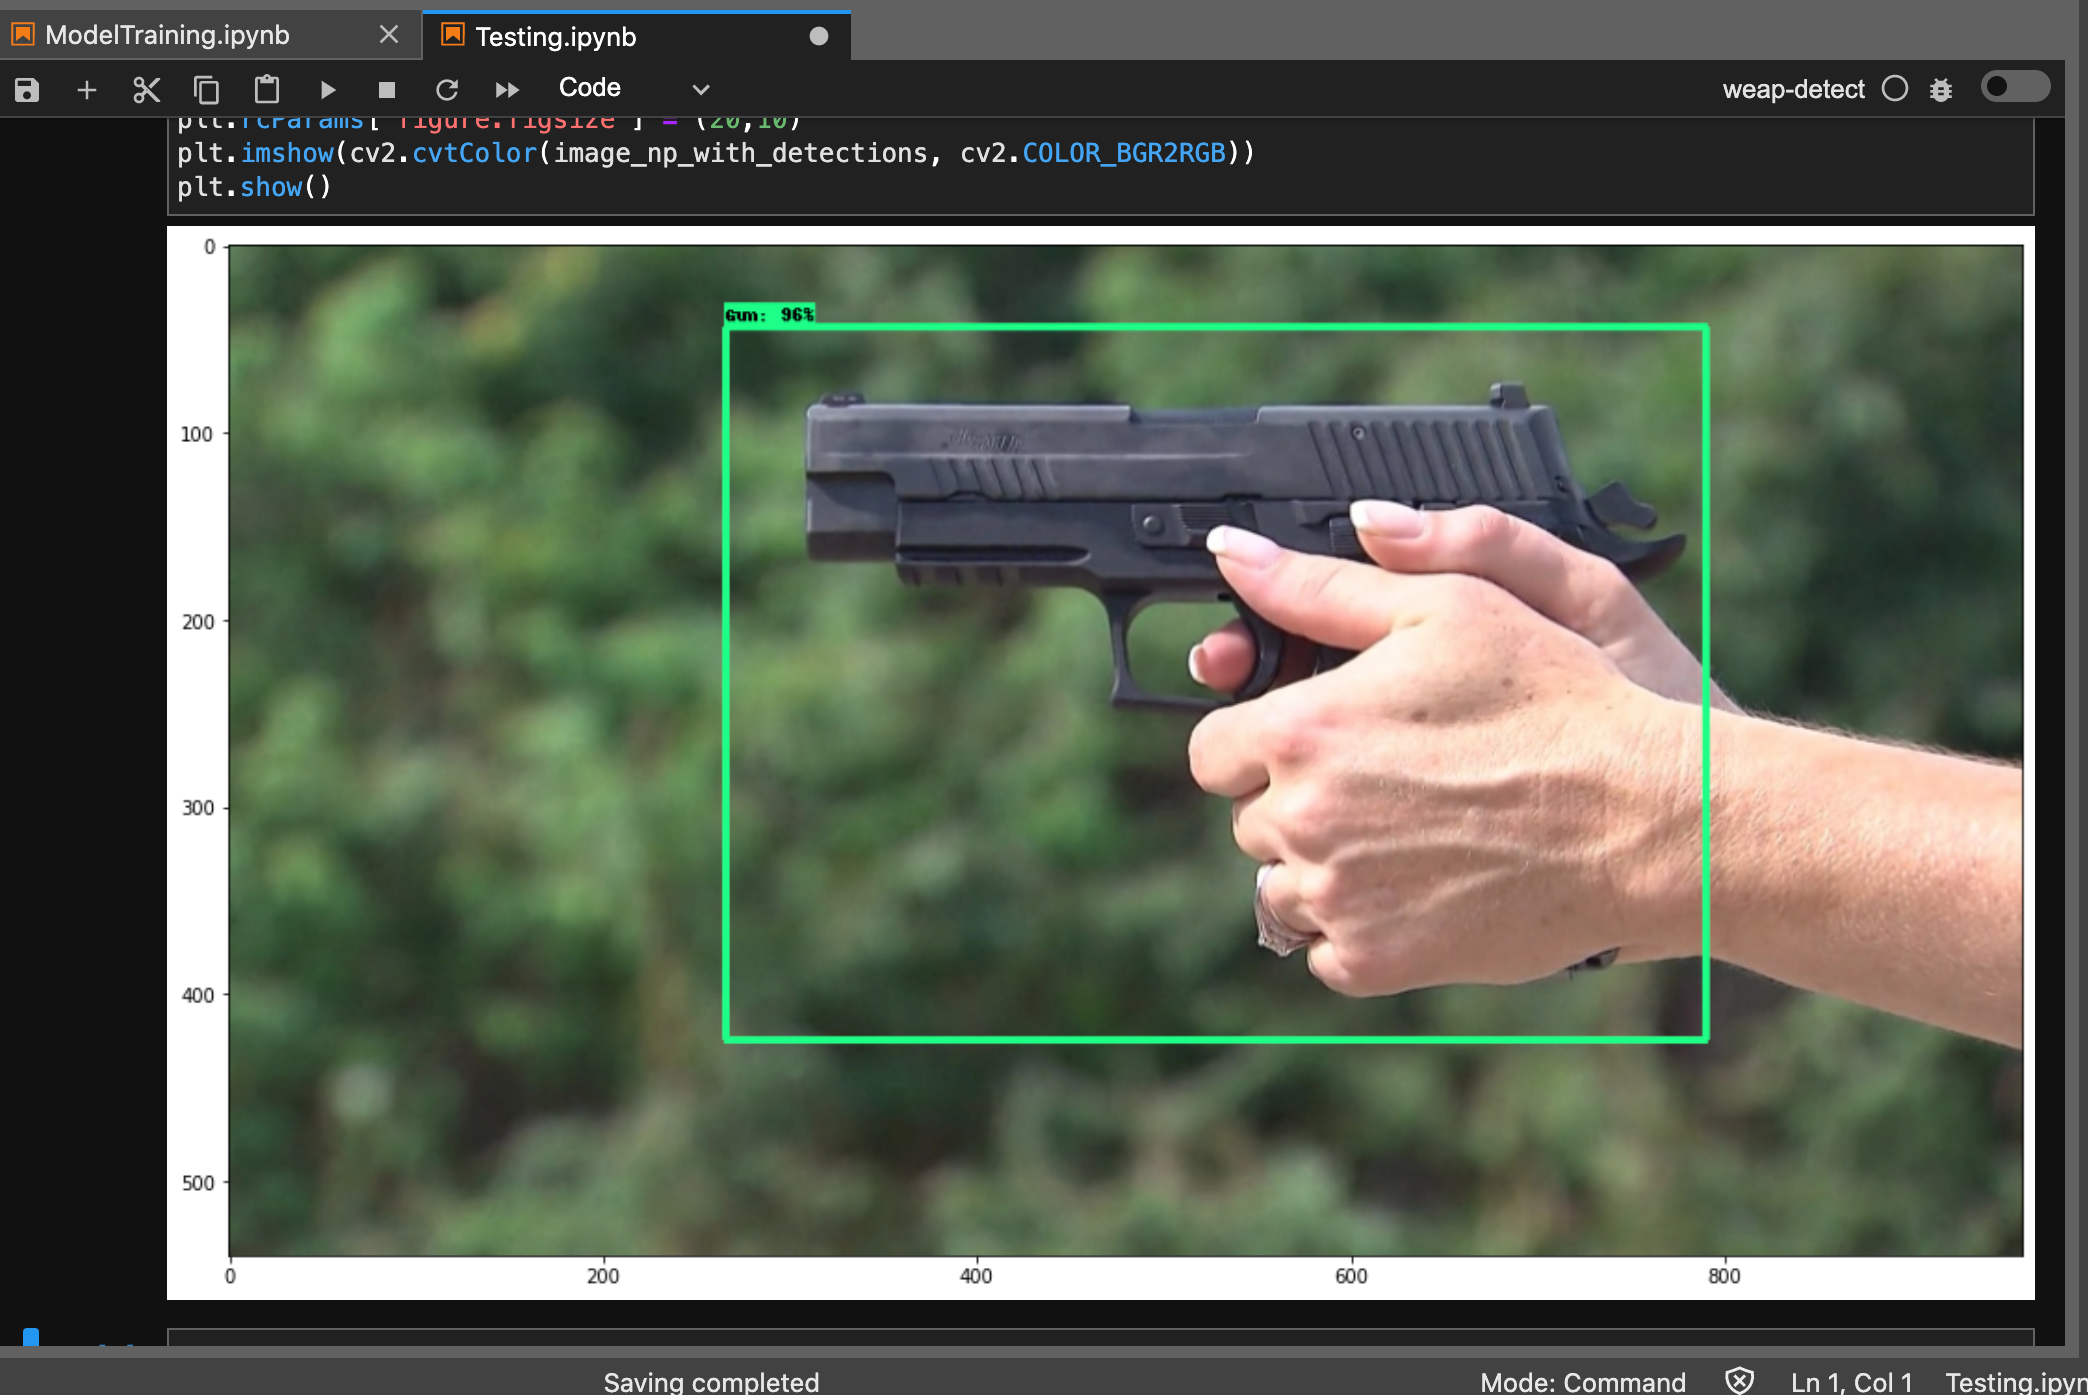 ModelTraining.ipynb
Testing.ipynb
Code
weap-detect
plt.rcParams["figure.figsize"] = (20,10)
plt.imshow(cv2.cvtColor(image_np_with_detections, cv2.COLOR_BGR2RGB))
plt.show()
0
Gun: 96%
100
200
300
400
500
0
200
400
600
800
Saving completed
Mode: Command
Ln 1, Col 1
Testing.ipyn